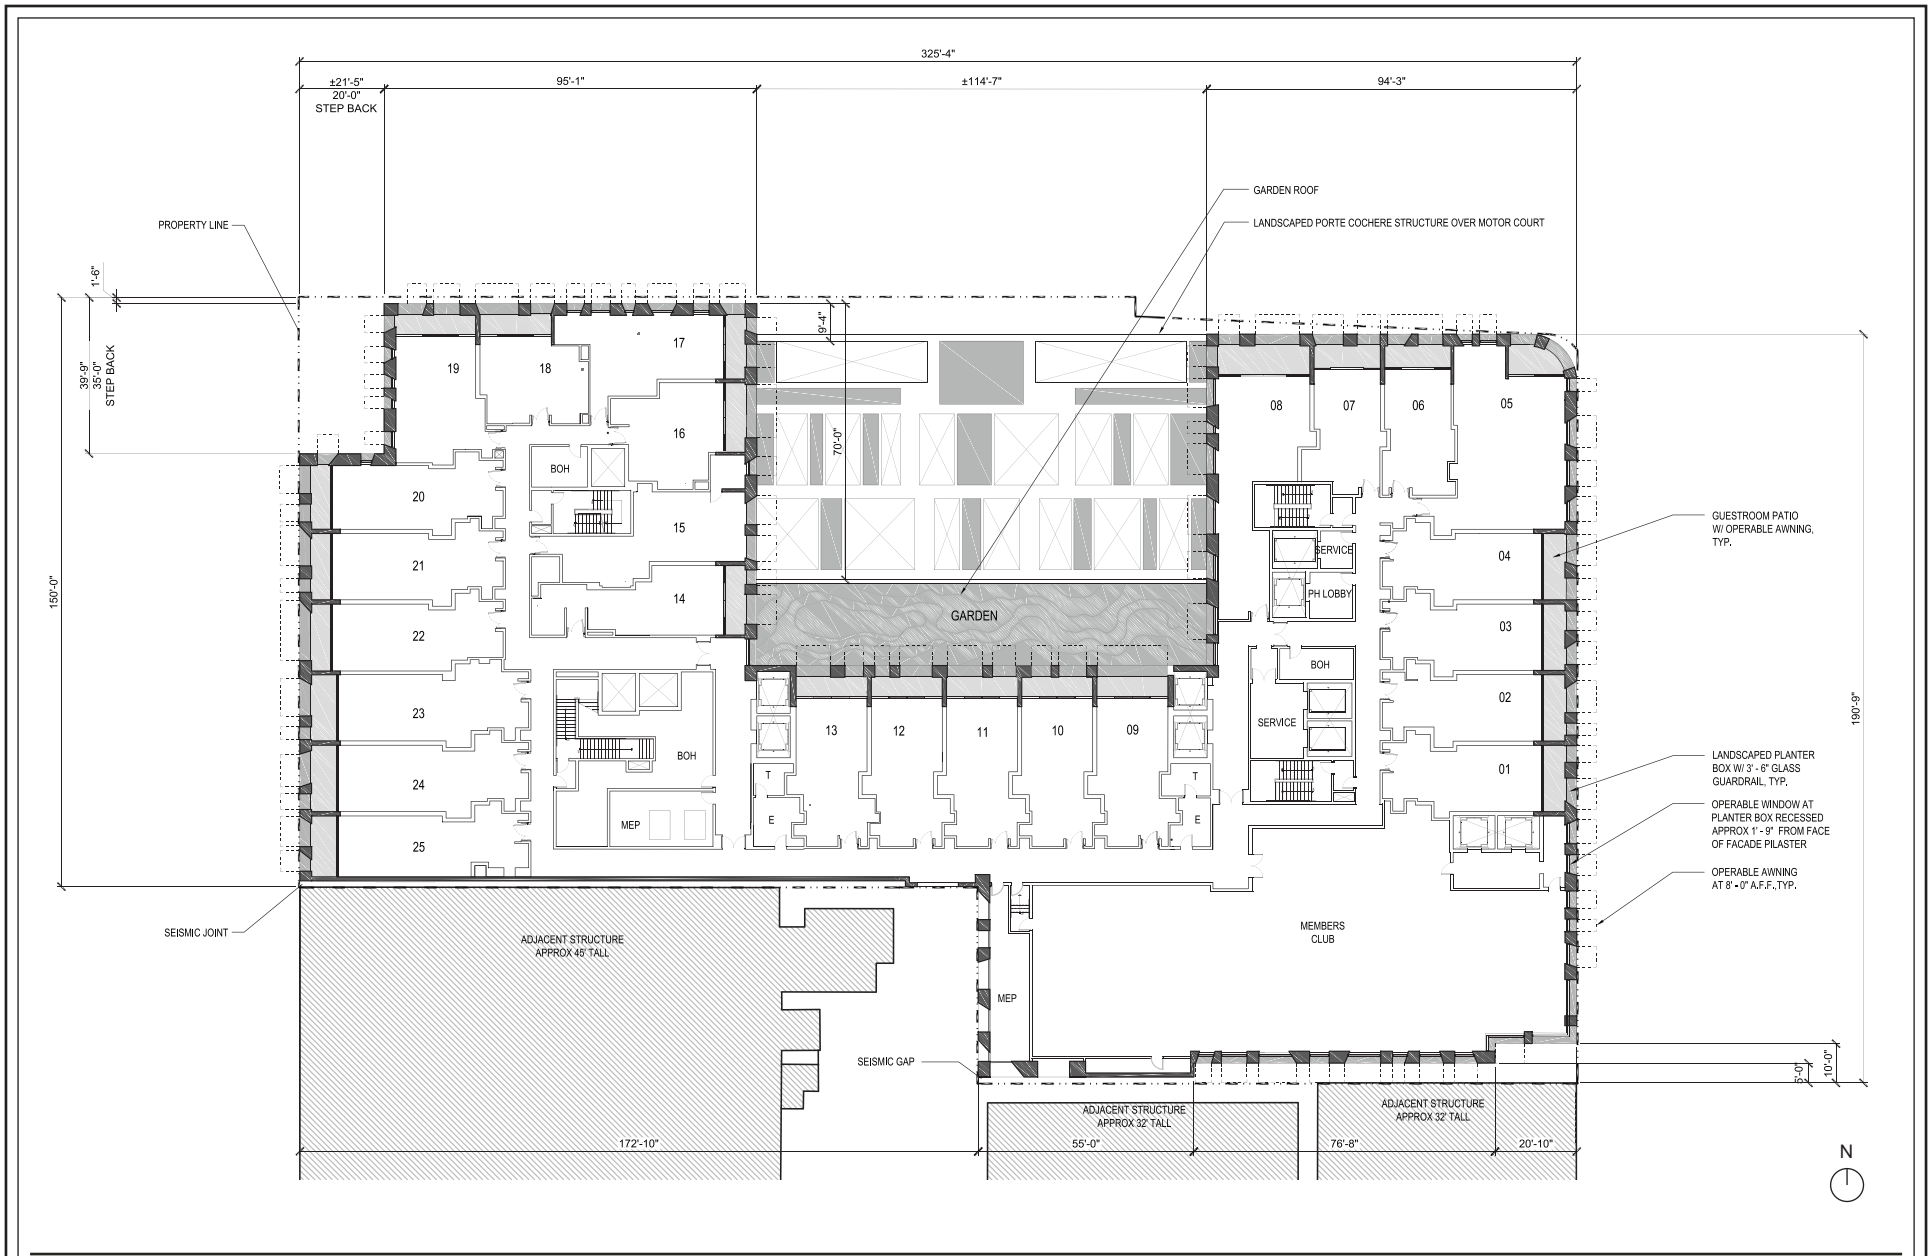 325'-4"
±21'-5"
20'-0"
STEP BACK
95'-1"
±114'-7"
94'-3"
GARDEN ROOF
LANDSCAPED PORTE COCHERE STRUCTURE OVER MOTOR COURT
PROPERTY LINE
1'-6"
39'-9"
35'-0"
STEP BACK
150'-0"
9'-4"
70'-0"
19
18
17
16
BOH
20
15
21
14
22
23
24
25
BOH
MEP
GARDEN
08
07
06
05
SERVICE
PH LOBBY
04
03
BOH
02
SERVICE
01
13
12
11
10
09
T
E
T
E
GUESTROOM PATIO
W/ OPERABLE AWNING,
TYP.
190'-9"
LANDSCAPED PLANTER
BOX W/ 3' - 6" GLASS
GUARDRAIL, TYP.
OPERABLE WINDOW AT
PLANTER BOX RECESSED
APPROX 1' - 9" FROM FACE
OF FACADE PILASTER
OPERABLE AWNING
AT 8' - 0" A.F.F.,TYP.
SEISMIC JOINT
ADJACENT STRUCTURE
APPROX 45' TALL
MEMBERS
CLUB
MEP
SEISMIC GAP
5'-0"
10'-0"
ADJACENT STRUCTURE
APPROX 32' TALL
ADJACENT STRUCTURE
APPROX 32' TALL
172'-10"
55'-0"
76'-8"
20'-10"
N